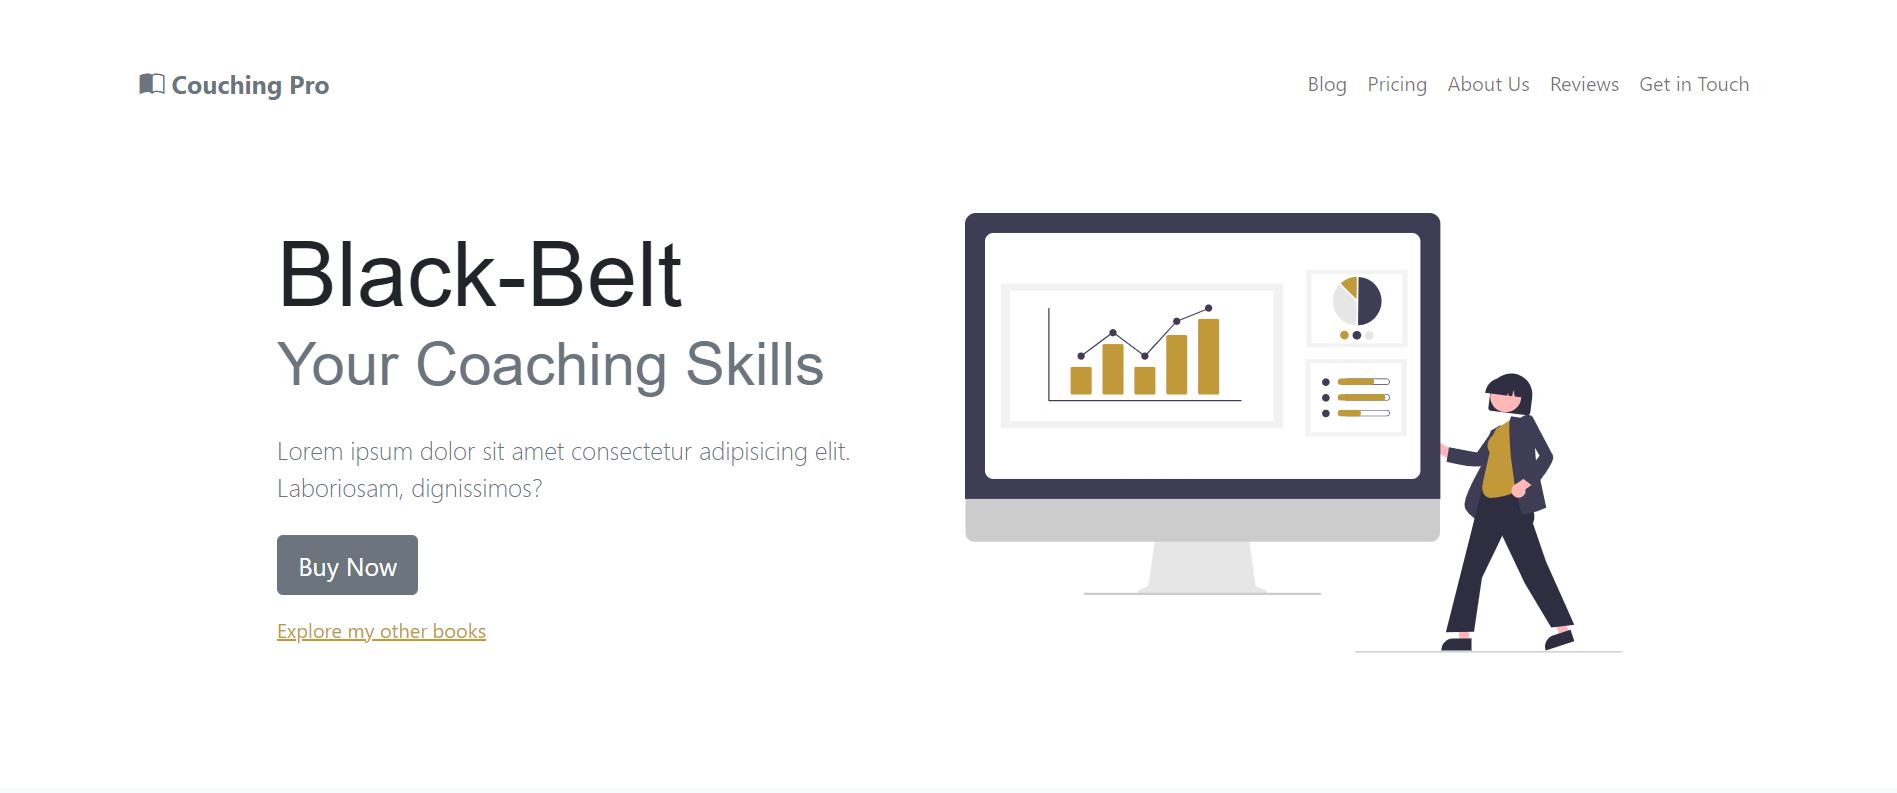 Couching Pro
Blog Pricing About Us Reviews Get in Touch
Black-Belt
Your Coaching Skills
Lorem ipsum dolor sit amet consectetur adipisicing elit.
Laboriosam, dignissimos?
Buy Now
Explore my other books